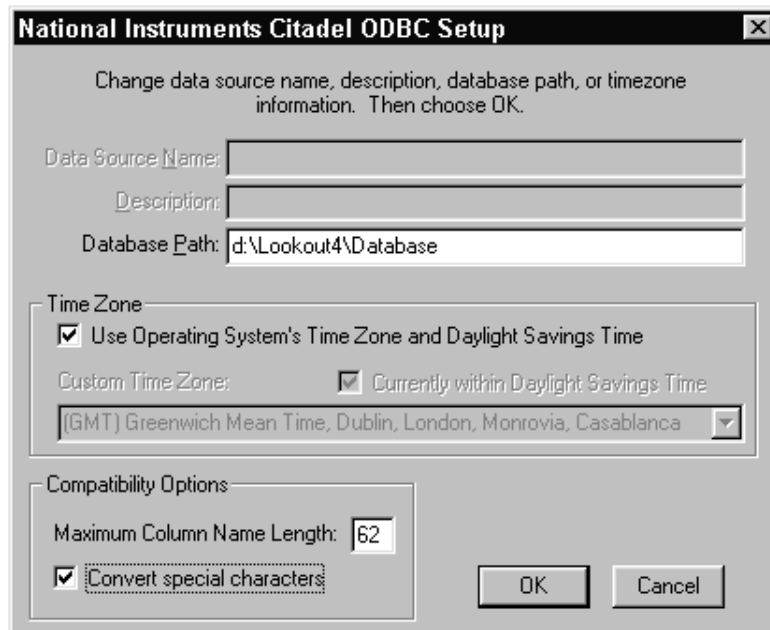 National Instruments Citadel ODBC Setup
Change data source name, description, database path, or timezone
information. Then choose OK.
Data Source Name:
Description:
Database Path: d:\Lookout4\Database
Time Zone
Use Operating System's Time Zone and Daylight Savings Time
Custom Time Zone: Currently within Daylight Savings Time
(GMT) Greenwich Mean Time, Dublin, London, Monrovia, Casablanca
Compatibility Options
Maximum Column Name Length: 62
Convert special characters
OK Cancel